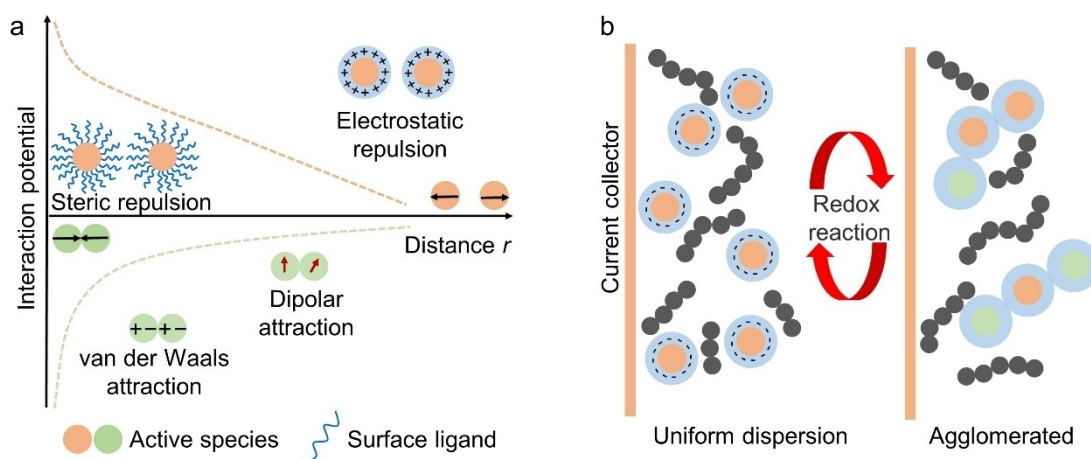 a
Interaction potential
Electrostatic
repulsion
Steric repulsion
Distance r
Dipolar
attraction
+−+−
van der Waals
attraction
Active species
Surface ligand
b
Current collector
Redox
reaction
Uniform dispersion
Agglomerated